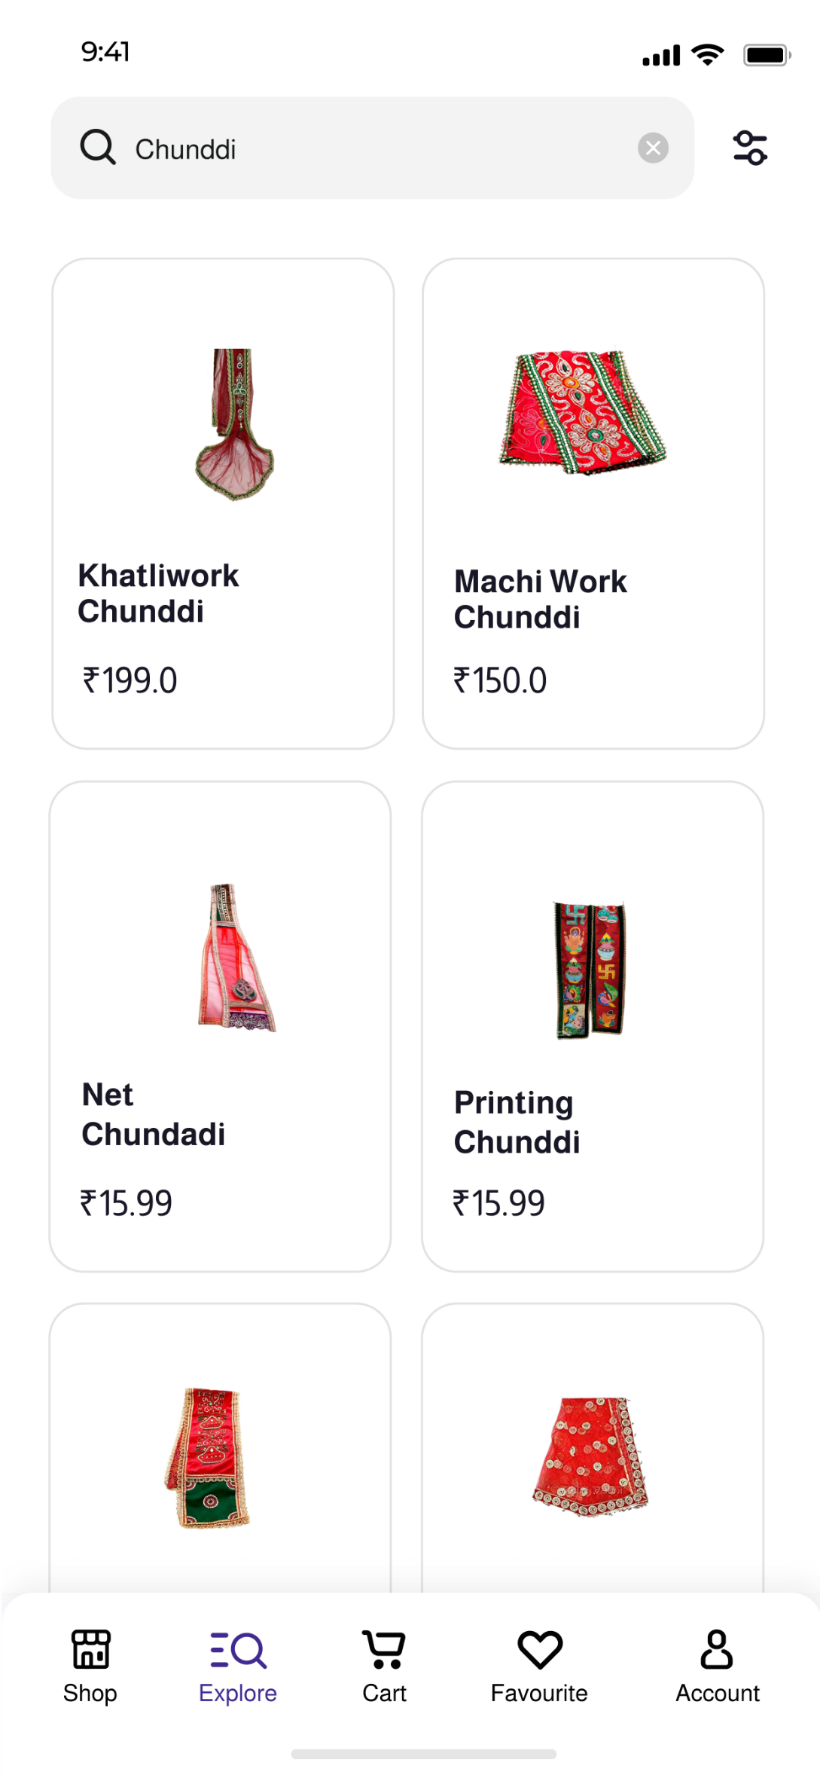 9:41
Chunddi
Khatliwork
Chunddi
₹199.0
Machi Work
Chunddi
₹150.0
Net
Chundadi
₹15.99
Printing
Chunddi
₹15.99
Shop
Explore
Cart
Favourite
Account